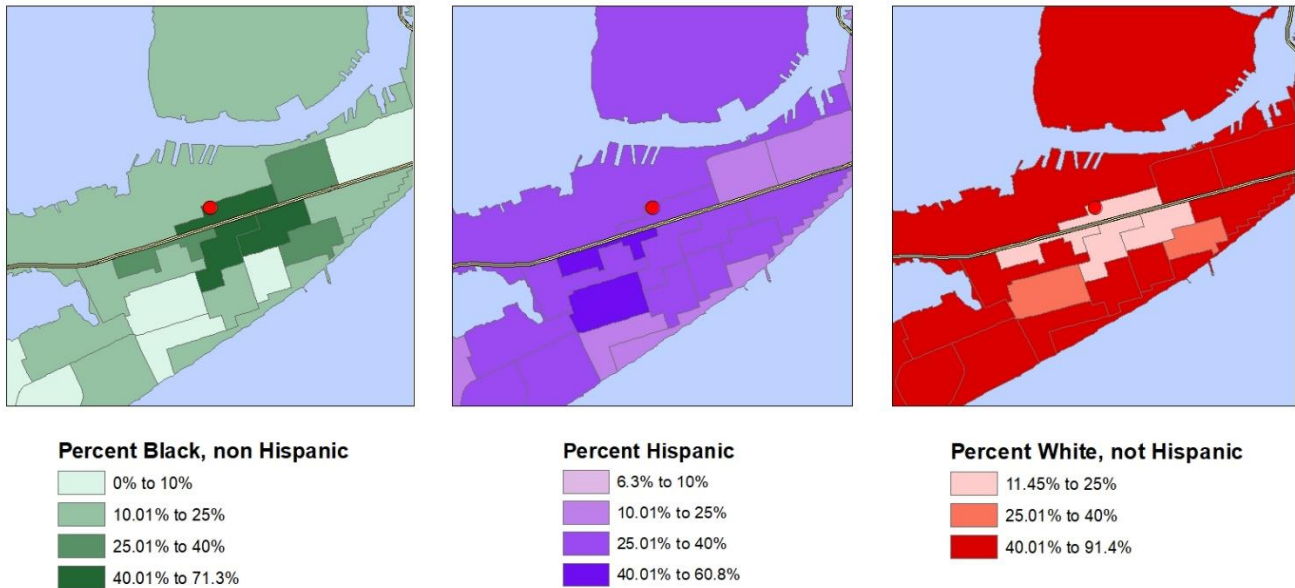 Percent Black, non Hispanic
0% to 10%
10.01% to 25%
25.01% to 40%
40.01% to 71.3%
Percent Hispanic
6.3% to 10%
10.01% to 25%
25.01% to 40%
40.01% to 60.8%
Percent White, not Hispanic
11.45% to 25%
25.01% to 40%
40.01% to 91.4%